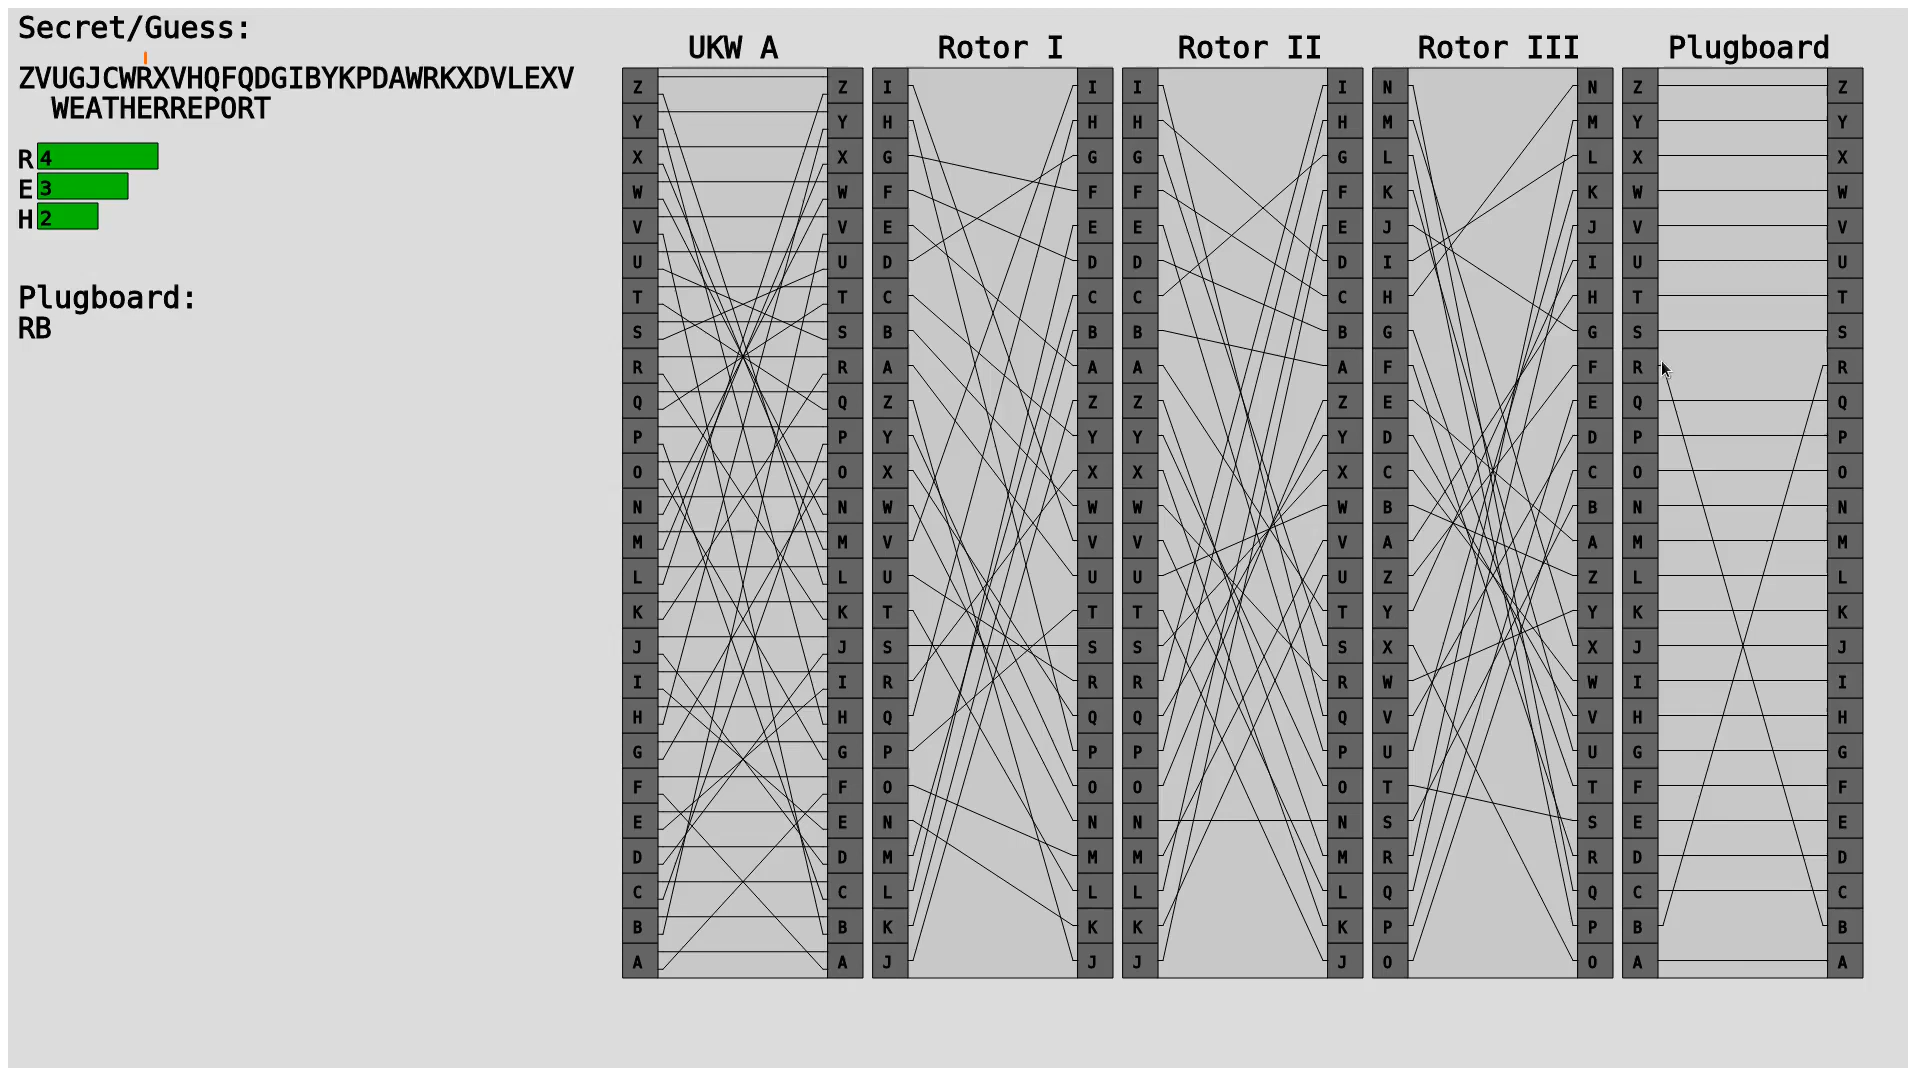 Secret/Guess:
ZVUGJCWRXVHQFQDGIBYKPDAWRKXDVLEXV
WEATHERREPORT
R 4
E 3
H 2
Plugboard:
RB
UKW A Rotor I Rotor II Rotor III Plugboard
Z Z I I I I N N Z Z
Y Y H H H H M M Y Y
X X G G G G L L X X
W W F F F F K K W W
V V E E E E J J V V
U U D D D D I I U U
T T C C C C H H T T
S S B B B B G G S S
R R A A A A F F R R
Q Q Z Z Z Z E E Q Q
P P Y Y Y Y D D P P
O O X X X X C C O O
N N W W W W B B N N
M M V V V V A A M M
L L U U U U Z Z L L
K K T T T T Y Y K K
J J S S S S X X J J
I I R R R R W W I I
H H Q Q Q Q V V H H
G G P P P P U U G G
F F O O O O T T F F
E E N N N N S S E E
D D M M M M R R D D
C C L L L L Q Q C C
B B K K K K P P B B
A A J J J J O O A A